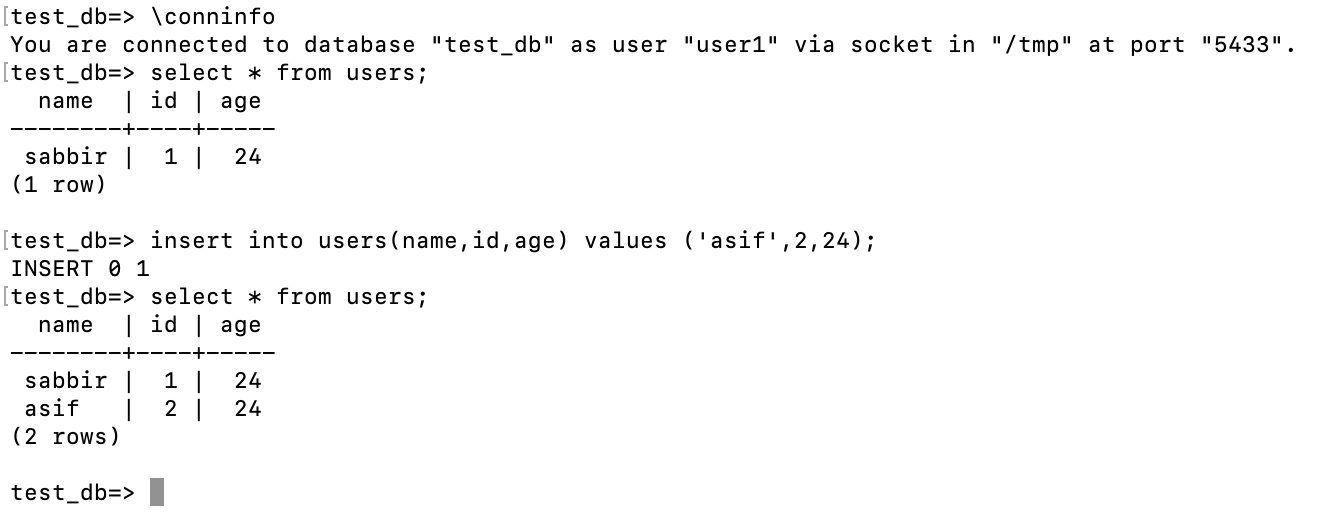 [test_db=> \conninfo
You are connected to database "test_db" as user "user1" via socket in "/tmp" at port "5433".
[test_db=> select * from users;
  name  | id | age
--------+----+-----
 sabbir |  1 |  24
(1 row)

[test_db=> insert into users(name,id,age) values ('asif',2,24);
INSERT 0 1
[test_db=> select * from users;
  name  | id | age
--------+----+-----
 sabbir |  1 |  24
 asif   |  2 |  24
(2 rows)

test_db=>